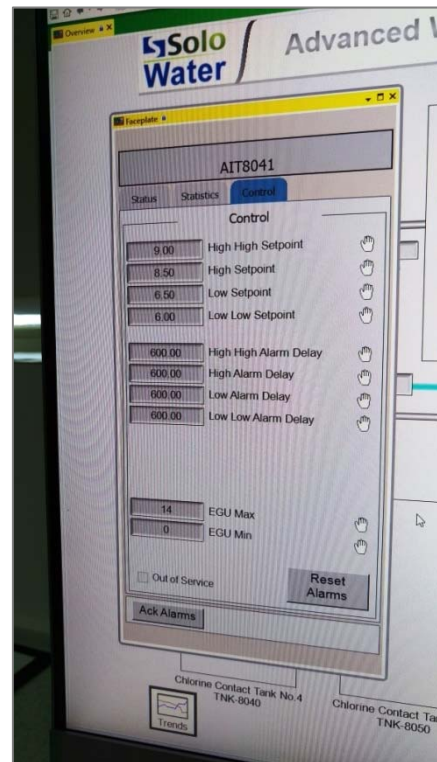 Overview
Solo
Water
Advanced
Faceplate
AIT8041
Status Statistics Control
Control
9.00 High High Setpoint
8.50 High Setpoint
6.50 Low Setpoint
6.00 Low Low Setpoint
600.00 High High Alarm Delay
600.00 High Alarm Delay
600.00 Low Alarm Delay
600.00 Low Low Alarm Delay
14 EGU Max
0 EGU Min
Out of Service
Reset
Alarms
Ack Alarms
Chlorine Contact Tank No.4
TNK-8040
Chlorine Contact
TNK-8050
Trends